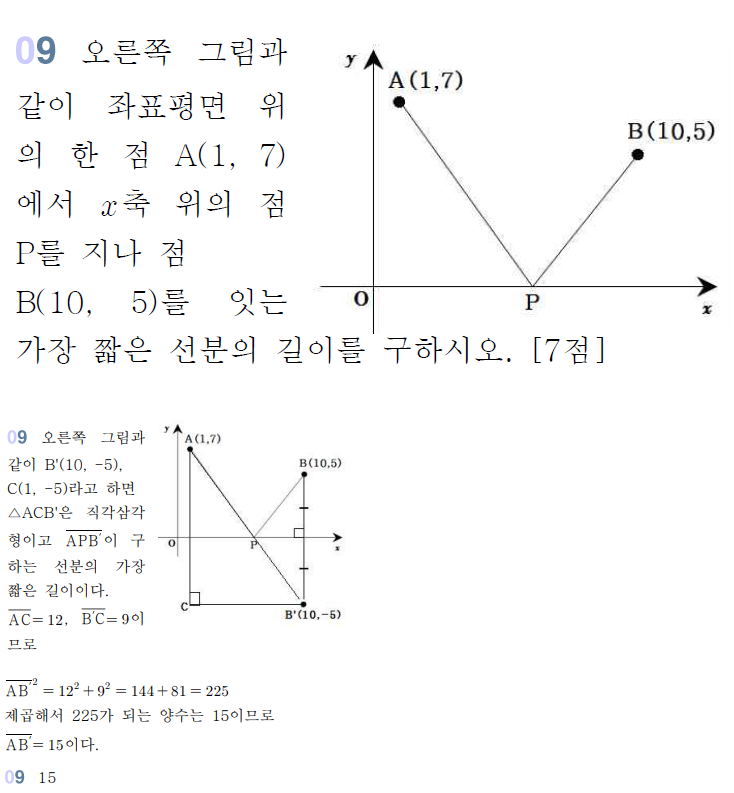 09 오른쪽 그림과
같이 좌표평면 위
의 한 점 A(1, 7)
에서 x축 위의 점
P를 지나 점
B(10, 5)를 잇는
가장 짧은 선분의 길이를 구하시오. [7점]
y
A(1,7)
B(10,5)
O
P
x
09 오른쪽 그림과
같이 B'(10, -5),
C(1, -5)라고 하면
△ACB'은 직각삼각
형이고 APB'이 구
하는 선분의 가장
짧은 길이이다.
AC=12, B'C=9이
므로
y
A(1,7)
B(10,5)
O
P
x
C
B'(10,-5)
AB'² = 12² + 9² = 144 + 81 = 225
제곱해서 225가 되는 양수는 15이므로
AB'= 15이다.
09 15